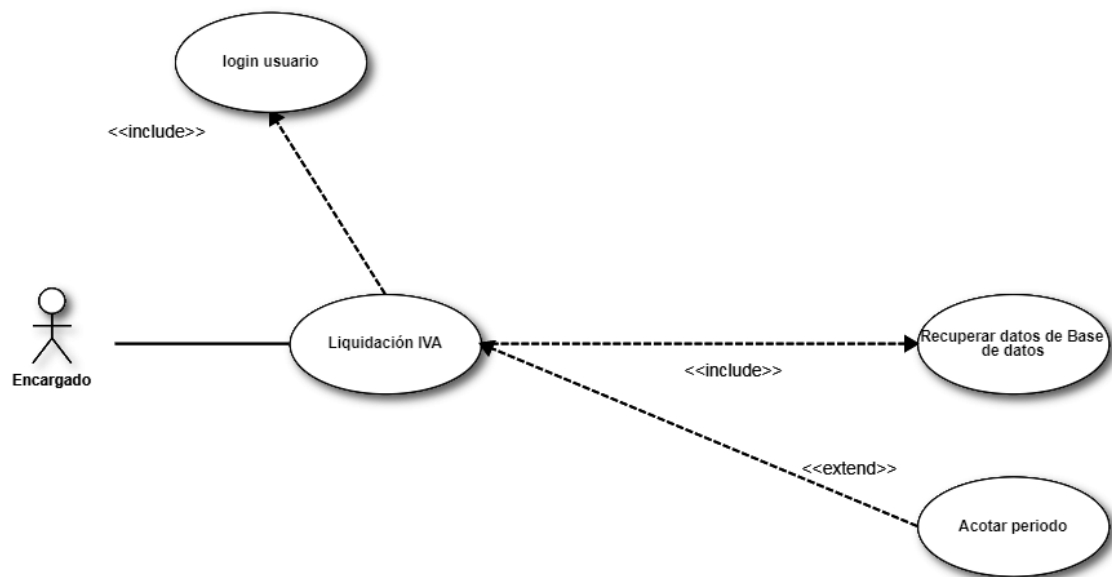 login usuario
<<include>>
Liquidación IVA
Recuperar datos de Base
de datos
<<include>>
Encargado
<<extend>>
Acotar periodo